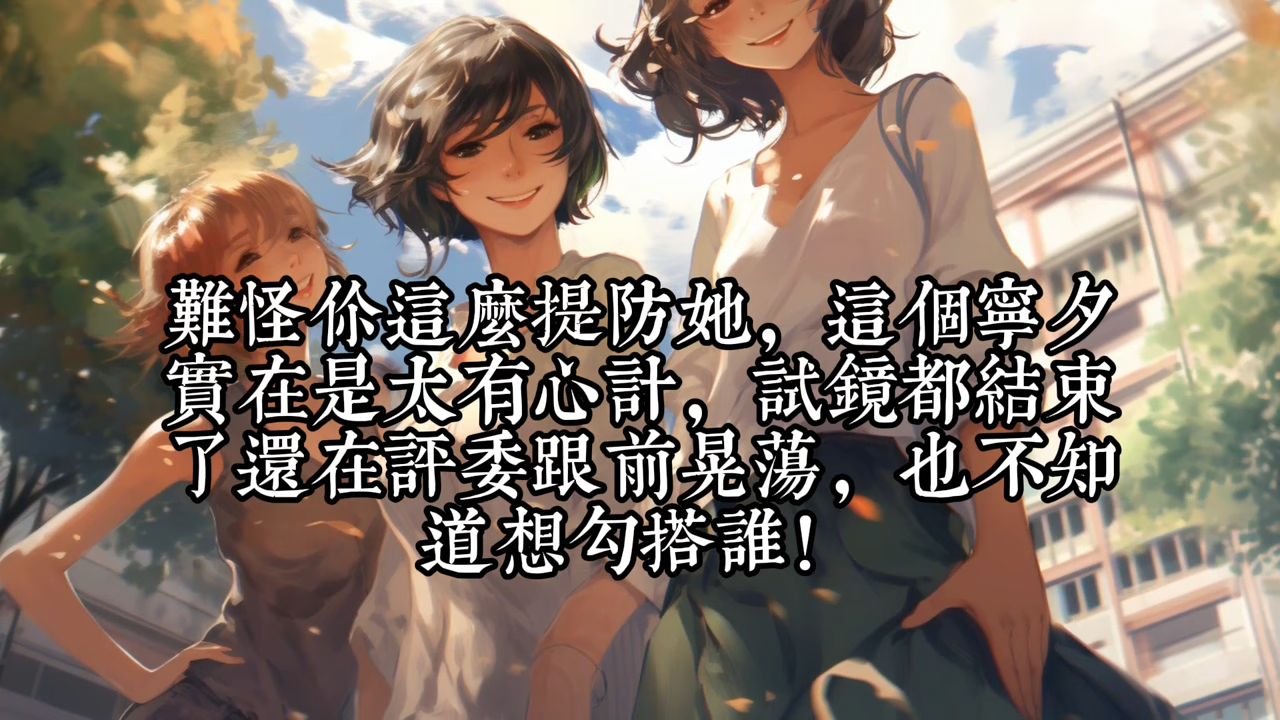 難怪你這麼提防她，這個寧夕
實在是太有心計，試鏡都結束
了還在評委跟前晃蕩，也不知
道想勾搭誰！